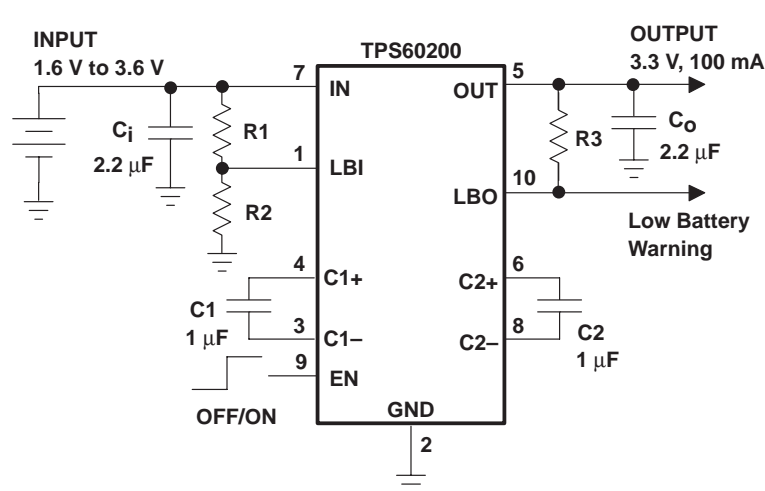 INPUT
1.6 V to 3.6 V
TPS60200
OUTPUT
3.3 V, 100 mA
7
IN
OUT
5
Ci
2.2 μF
R1
R3
Co
2.2 μF
1
LBI
10
LBO
R2
Low Battery
Warning
4
C1+
C2+
6
C1
1 μF
3
C1–
C2–
8
C2
1 μF
9
EN
OFF/ON
GND
2